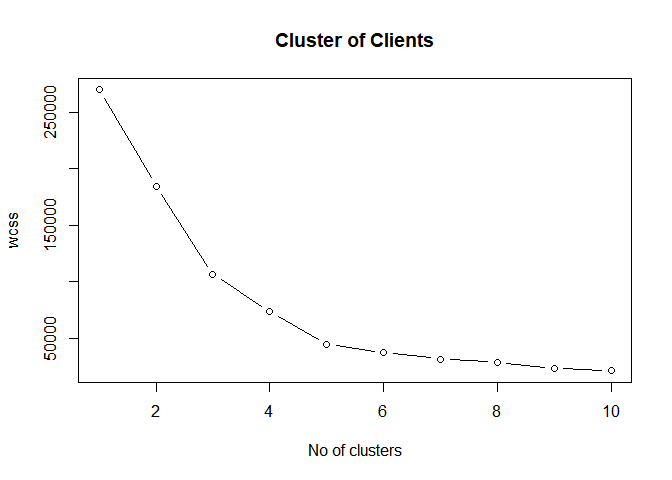 Cluster of Clients
250000
150000
50000
wcss
2 4 6 8 10
No of clusters